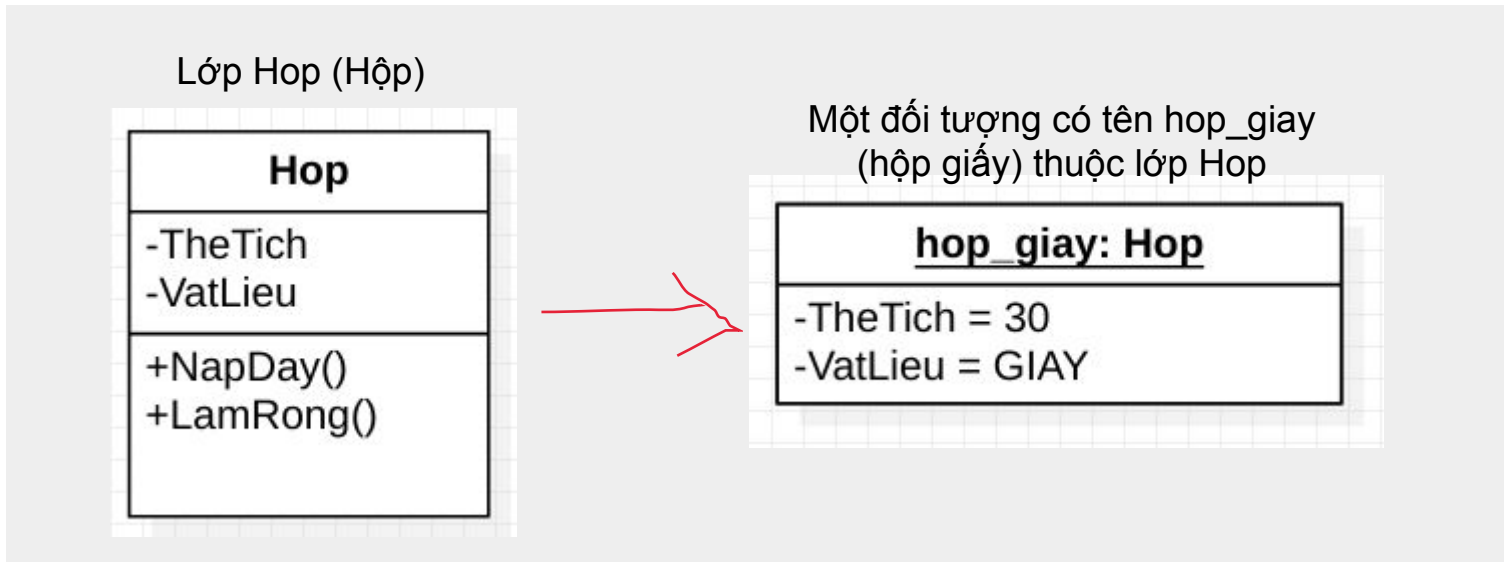 Lớp Hop (Hộp)
Hop
-TheTich
-VatLieu
+NapDay()
+LamRong()
Một đối tượng có tên hop_giay
(hộp giấy) thuộc lớp Hop
hop_giay: Hop
-TheTich = 30
-VatLieu = GIAY